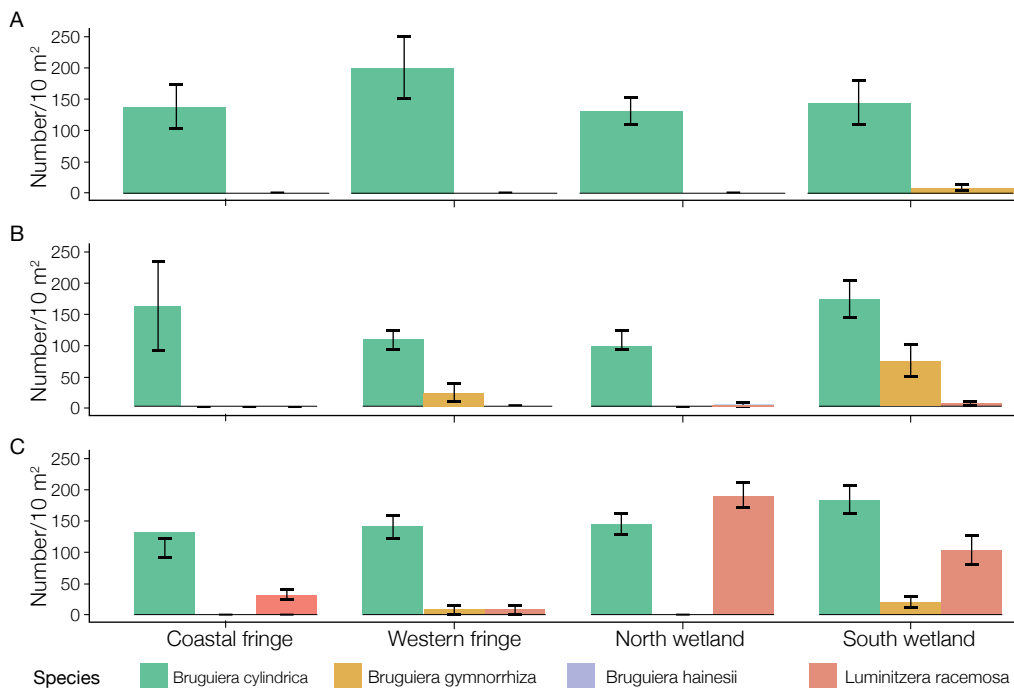 A
Number/10 m²
250
200
150
100
50
0
B
Number/10 m²
250
200
150
100
50
0
C
Number/10 m²
250
200
150
100
50
0
Coastal fringe Western fringe North wetland South wetland
Species Bruguiera cylindrica Bruguiera gymnorrhiza Bruguiera hainesii Luminitzera racemosa